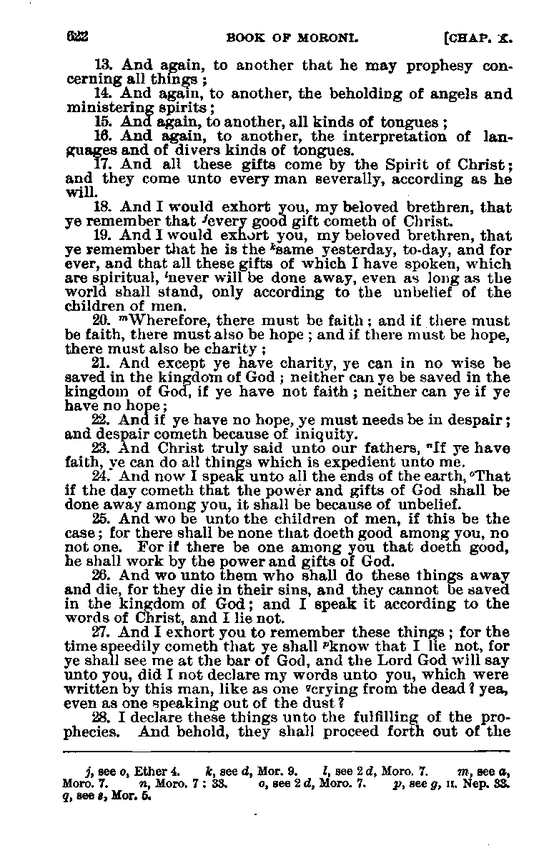 622 BOOK OF MORONI. [CHAP. X.
13. And again, to another that he may prophesy con-
cerning all things ;
14. And again, to another, the beholding of angels and
ministering spirits ;
15. And again, to another, all kinds of tongues ;
16. And again, to another, the interpretation of lan-
guages and of divers kinds of tongues.
17. And all these gifts come by the Spirit of Christ;
and they come unto every man severally, according as he
will.
18. And I would exhort you, my beloved brethren, that
ye remember that jevery good gift cometh of Christ.
19. And I would exhort you, my beloved brethren, that
ye remember that he is the ksame yesterday, to-day, and for
ever, and that all these gifts of which I have spoken, which
are spiritual, lnever will be done away, even as long as the
world shall stand, only according to the unbelief of the
children of men.
20. mWherefore, there must be faith ; and if there must
be faith, there must also be hope ; and if there must be hope,
there must also be charity ;
21. And except ye have charity, ye can in no wise be
saved in the kingdom of God ; neither can ye be saved in the
kingdom of God, if ye have not faith ; neither can ye if ye
have no hope ;
22. And if ye have no hope, ye must needs be in despair ;
and despair cometh because of iniquity.
23. And Christ truly said unto our fathers, nIf ye have
faith, ye can do all things which is expedient unto me.
24. And now I speak unto all the ends of the earth, oThat
if the day cometh that the power and gifts of God shall be
done away among you, it shall be because of unbelief.
25. And wo be unto the children of men, if this be the
case ; for there shall be none that doeth good among you, no
not one. For if there be one among you that doeth good,
he shall work by the power and gifts of God.
26. And wo unto them who shall do these things away
and die, for they die in their sins, and they cannot be saved
in the kingdom of God ; and I speak it according to the
words of Christ, and I lie not.
27. And I exhort you to remember these things ; for the
time speedily cometh that ye shall pknow that I lie not, for
ye shall see me at the bar of God, and the Lord God will say
unto you, did I not declare my words unto you, which were
written by this man, like as one qcrying from the dead ? yea,
even as one speaking out of the dust ?
28. I declare these things unto the fulfilling of the pro-
phecies. And behold, they shall proceed forth out of the
j, see o, Ether 4. k, see d, Mor. 9. l, see 2 d, Moro. 7. m, see a,
Moro. 7. n, Moro. 7 : 33. o, see 2 d, Moro. 7. p, see g, II. Nep. 33.
q, see s, Mor. 5.